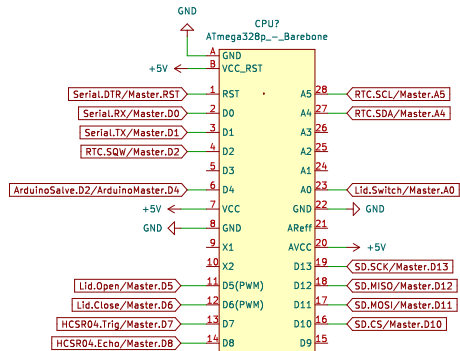 GND
CPU?
ATmega328p_-_Barebone
A GND
+5V B VCC_RST
Serial.DTR/Master.RST 1 RST A5 28 RTC.SCL/Master.A5
Serial.RX/Master.D0 2 D0 A4 27 RTC.SDA/Master.A4
Serial.TX/Master.D1 3 D1 A3 26
RTC.SQW/Master.D2 4 D2 A2 25
5 D3 A1 24
ArduinoSalve.D2/ArduinoMaster.D4 6 D4 A0 23 Lid.Switch/Master.A0
+5V 7 VCC GND 22 GND
GND 8 GND AReff 21
9 X1 AVCC 20 +5V
10 X2 D13 19 SD.SCK/Master.D13
Lid.Open/Master.D5 11 D5(PWM) D12 18 SD.MISO/Master.D12
Lid.Close/Master.D6 12 D6(PWM) D11 17 SD.MOSI/Master.D11
HCSR04.Trig/Master.D7 13 D7 D10 16 SD.CS/Master.D10
HCSR04.Echo/Master.D8 14 D8 D9 15